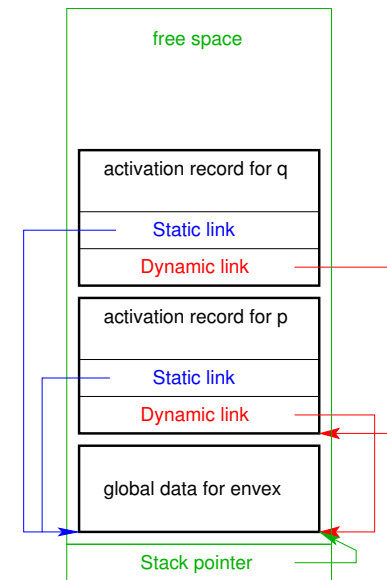 free space
activation record for q
Static link
Dynamic link
activation record for p
Static link
Dynamic link
global data for envex
Stack pointer